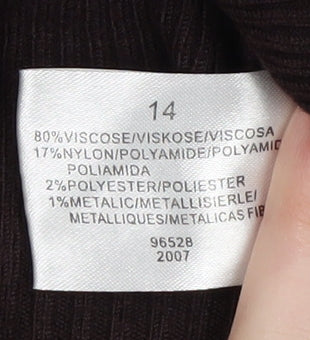 14
80%VISCOSE/VISKOSE/VISCOSA
17%NYLON/POLYAMIDE/POLYAMID
POLIAMIDA
2%POLYESTER/POLIESTER
1%METALIC/METALLISIERLE/
METALLIQUES/METALICAS FIB
96528
2007